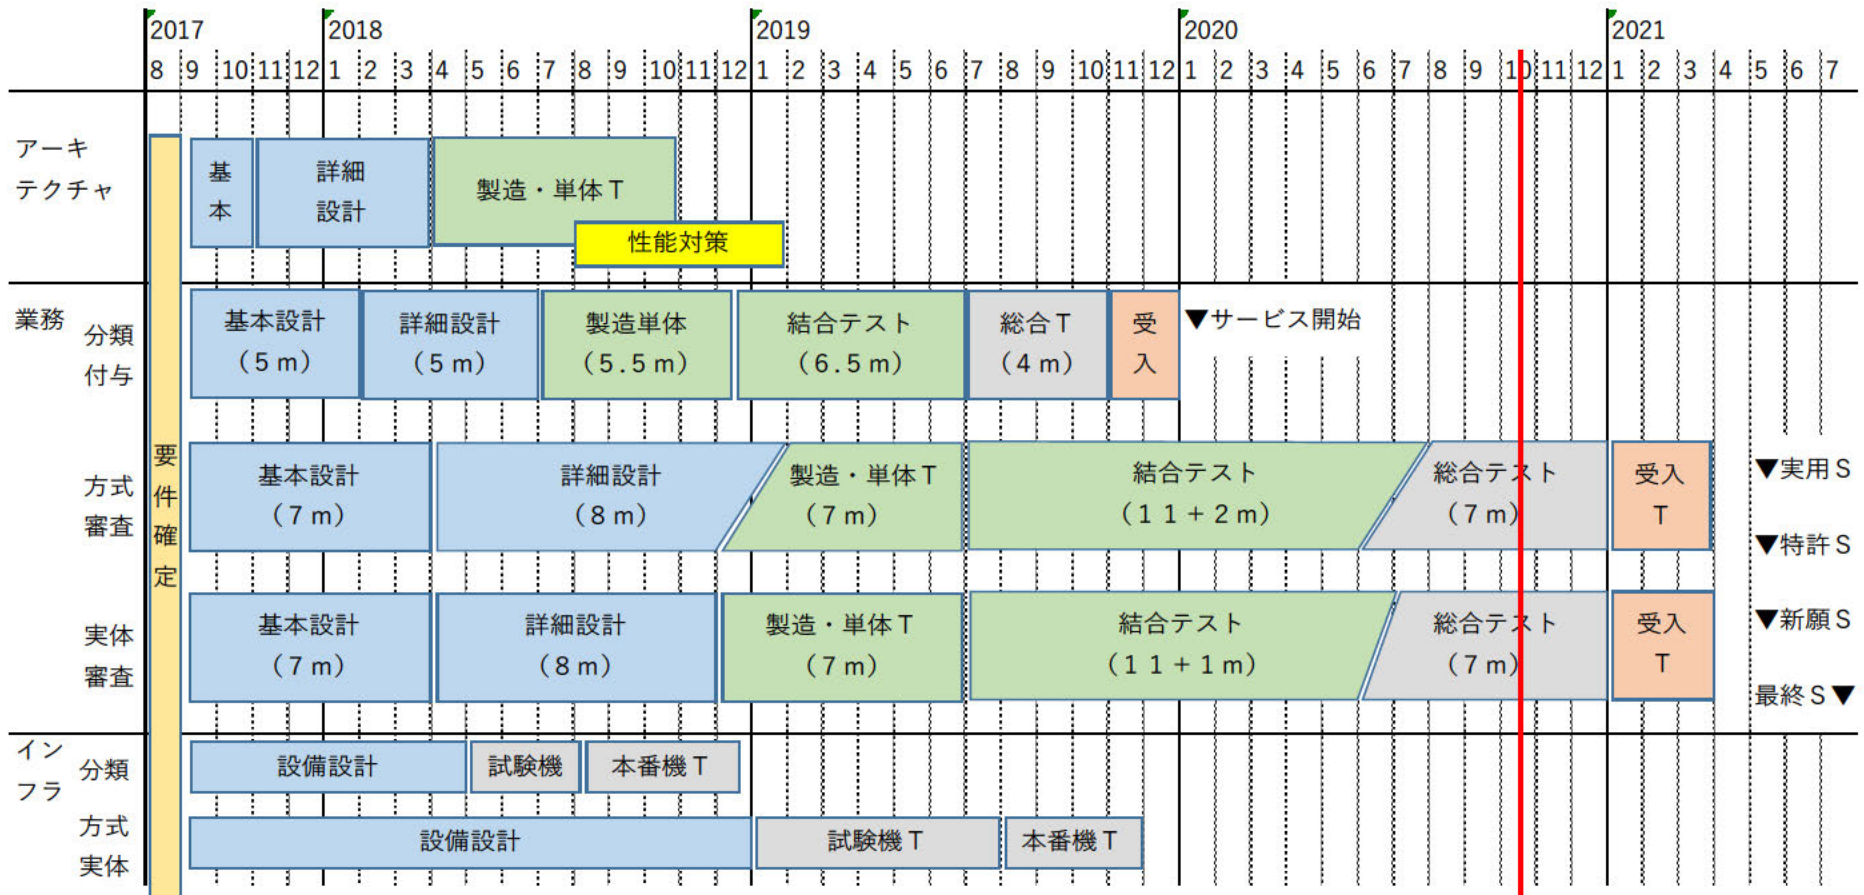 2017 2018 2019 2020 2021
8 9 10 11 12 1 2 3 4 5 6 7 8 9 10 11 12 1 2 3 4 5 6 7 8 9 10 11 12 1 2 3 4 5 6 7 8 9 10 11 12 1 2 3 4 5 6 7
アーキ
テクチャ
基
本
詳細
設計
製造・単体T
性能対策
要
件
確
定
業務
分類
付与
基本設計
(5m)
詳細設計
(5m)
製造単体
(5.5m)
結合テスト
(6.5m)
総合T
(4m)
受
入
▼サービス開始
方式
審査
基本設計
(7m)
詳細設計
(8m)
製造・単体T
(7m)
結合テスト
(11+2m)
総合テスト
(7m)
受入
T
▼実用S
▼特許S
実体
審査
基本設計
(7m)
詳細設計
(8m)
製造・単体T
(7m)
結合テスト
(11+1m)
総合テスト
(7m)
受入
T
▼新願S
最終S▼
イン
フラ
分類
設備設計
試験機
本番機T
方式
実体
設備設計
試験機T
本番機T